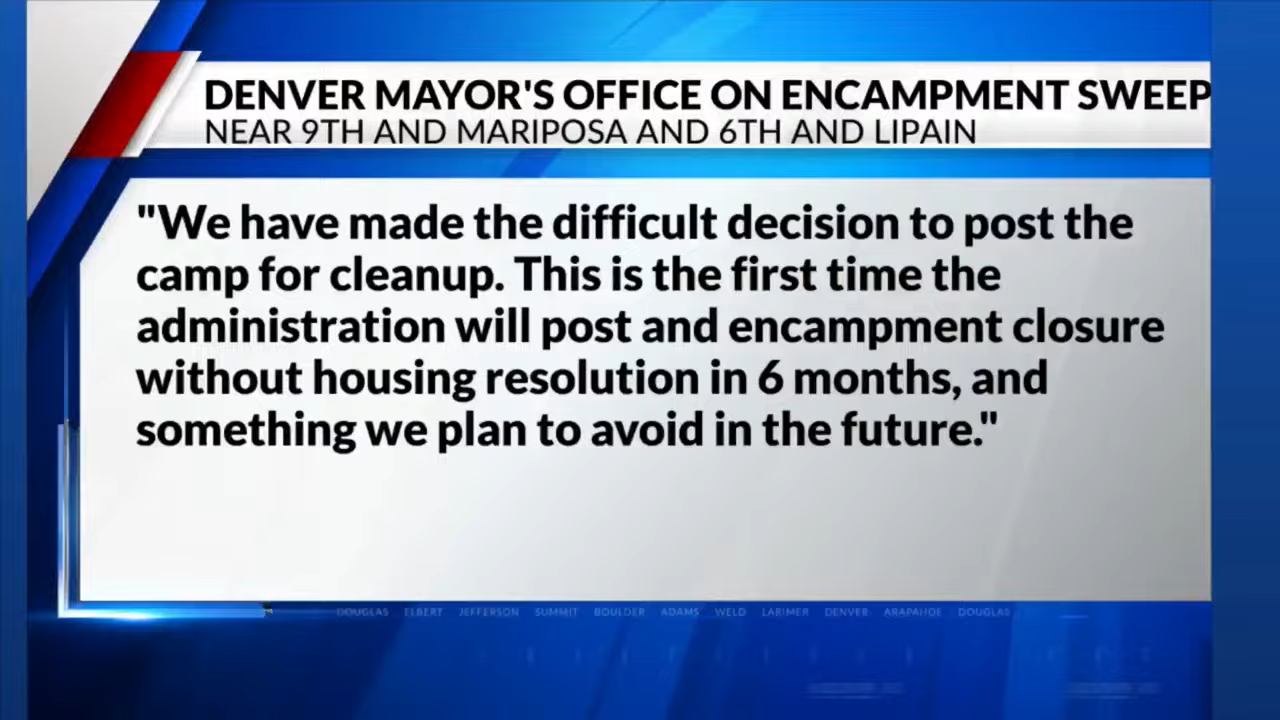 DENVER MAYOR'S OFFICE ON ENCAMPMENT SWEEP
NEAR 9TH AND MARIPOSA AND 6TH AND LIPAIN
"We have made the difficult decision to post the
camp for cleanup. This is the first time the
administration will post and encampment closure
without housing resolution in 6 months, and
something we plan to avoid in the future."
DOUGLAS ELBERT JEFFERSON SUMMIT BOULDER ADAMS WELD LARIMER DENVER ARAPAHOE DOUGLAS